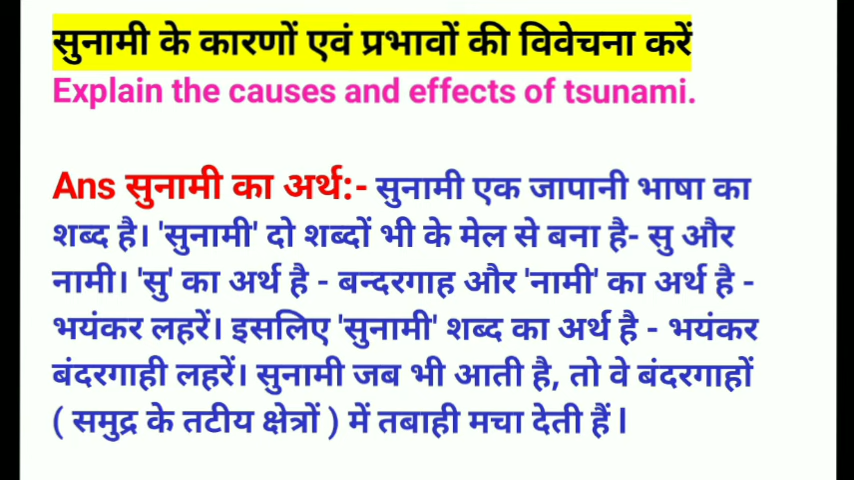 सुनामी के कारणों एवं प्रभावों की विवेचना करें
Explain the causes and effects of tsunami.
Ans सुनामी का अर्थ:- सुनामी एक जापानी भाषा का
शब्द है। 'सुनामी' दो शब्दों भी के मेल से बना है- सु और
नामी। 'सु' का अर्थ है - बन्दरगाह और 'नामी' का अर्थ है -
भयंकर लहरें। इसलिए 'सुनामी' शब्द का अर्थ है - भयंकर
बंदरगाही लहरें। सुनामी जब भी आती है, तो वे बंदरगाहों
( समुद्र के तटीय क्षेत्रों ) में तबाही मचा देती हैं l